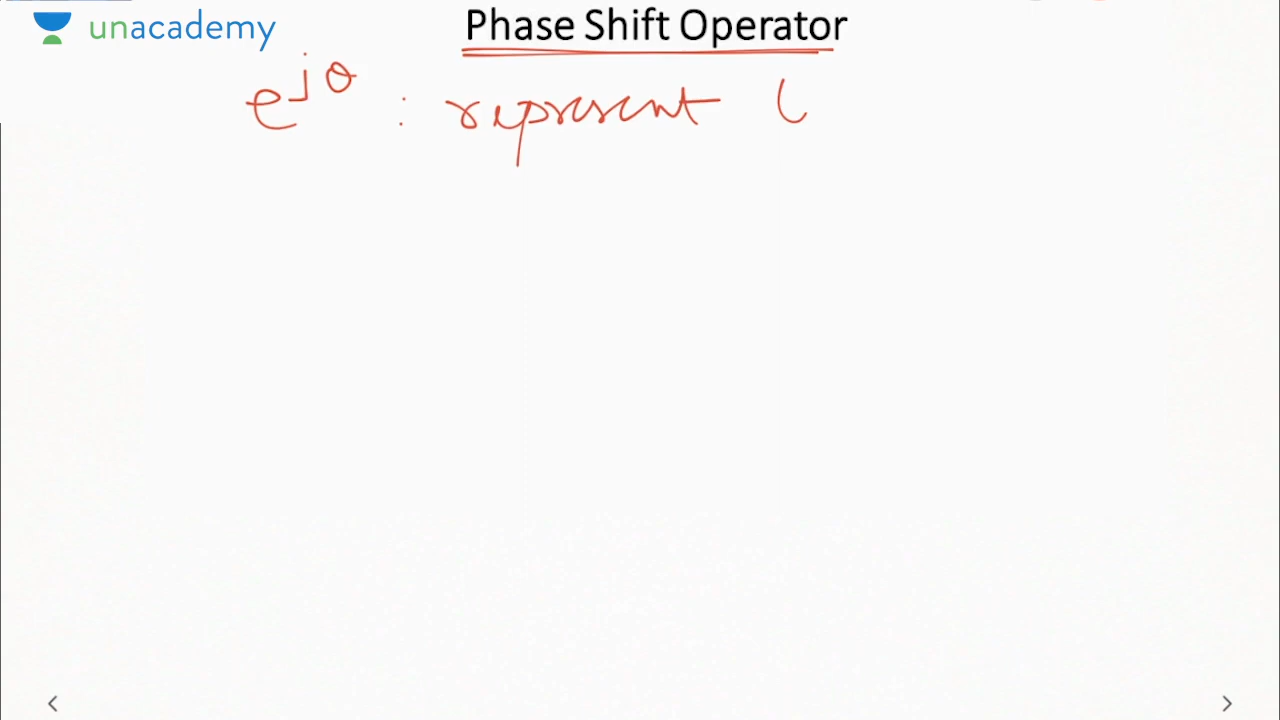 unacademy
Phase Shift Operator
e^jθ : represent (